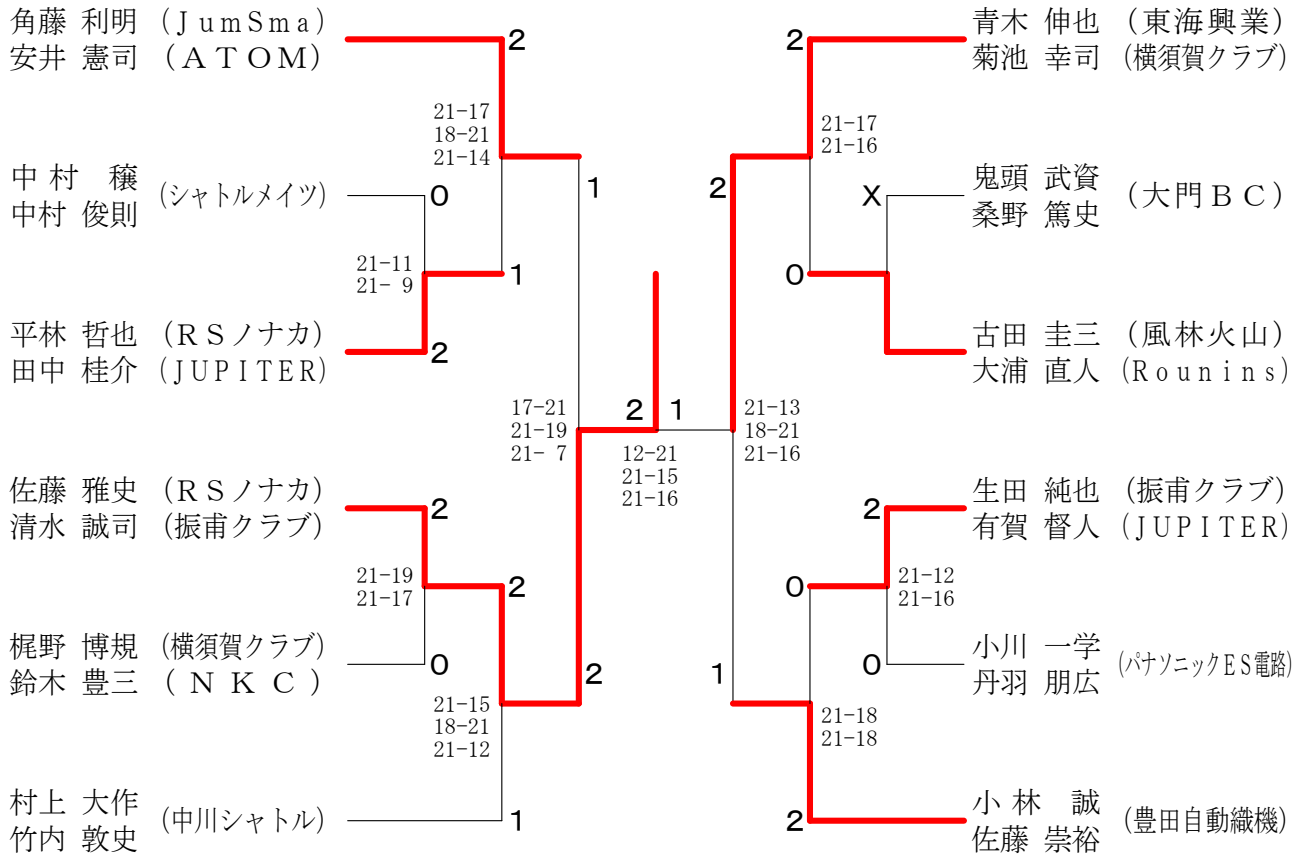 角藤 利明 (JumSma)
安井 憲司 (ATOM)
2
21-17
18-21
21-14
中村 穣
中村 俊則
(シャトルメイツ)
0
1
21-11
21- 9
1
平林 哲也 (RSノナカ)
田中 桂介 (JUPITER)
2
17-21
21-19
21- 7
佐藤 雅史 (RSノナカ)
清水 誠司 (振甫クラブ)
2
21-19
21-17
2
梶野 博規 (横須賀クラブ)
鈴木 豊三 (NKC)
0
2
21-15
18-21
21-12
村上 大作
竹内 敦史
(中川シャトル)
1
2 1
12-21
21-15
21-16
2
青木 伸也 (東海興業)
菊池 幸司 (横須賀クラブ)
21-17
21-16
2
X
鬼頭 武資
桑野 篤史
(大門BC)
0
古田 圭三 (風林火山)
大浦 直人 (Rounins)
21-13
18-21
21-16
2
生田 純也 (振甫クラブ)
有賀 督人 (JUPITER)
0
21-12
21-16
1
0
小川 一学
丹羽 朋広
(パナソニックES電路)
21-18
21-18
2
小林 誠
佐藤 崇裕
(豊田自動織機)